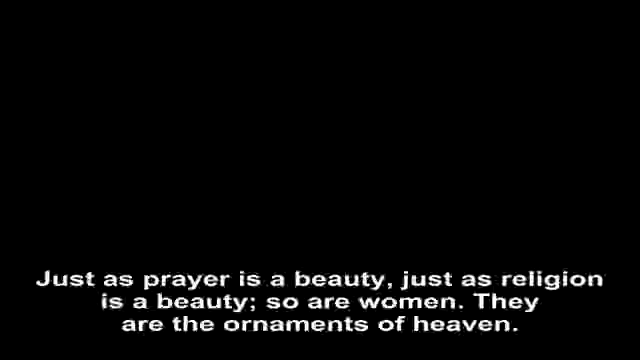 Just as prayer is a beauty, just as religion
is a beauty; so are women. They
are the ornaments of heaven.